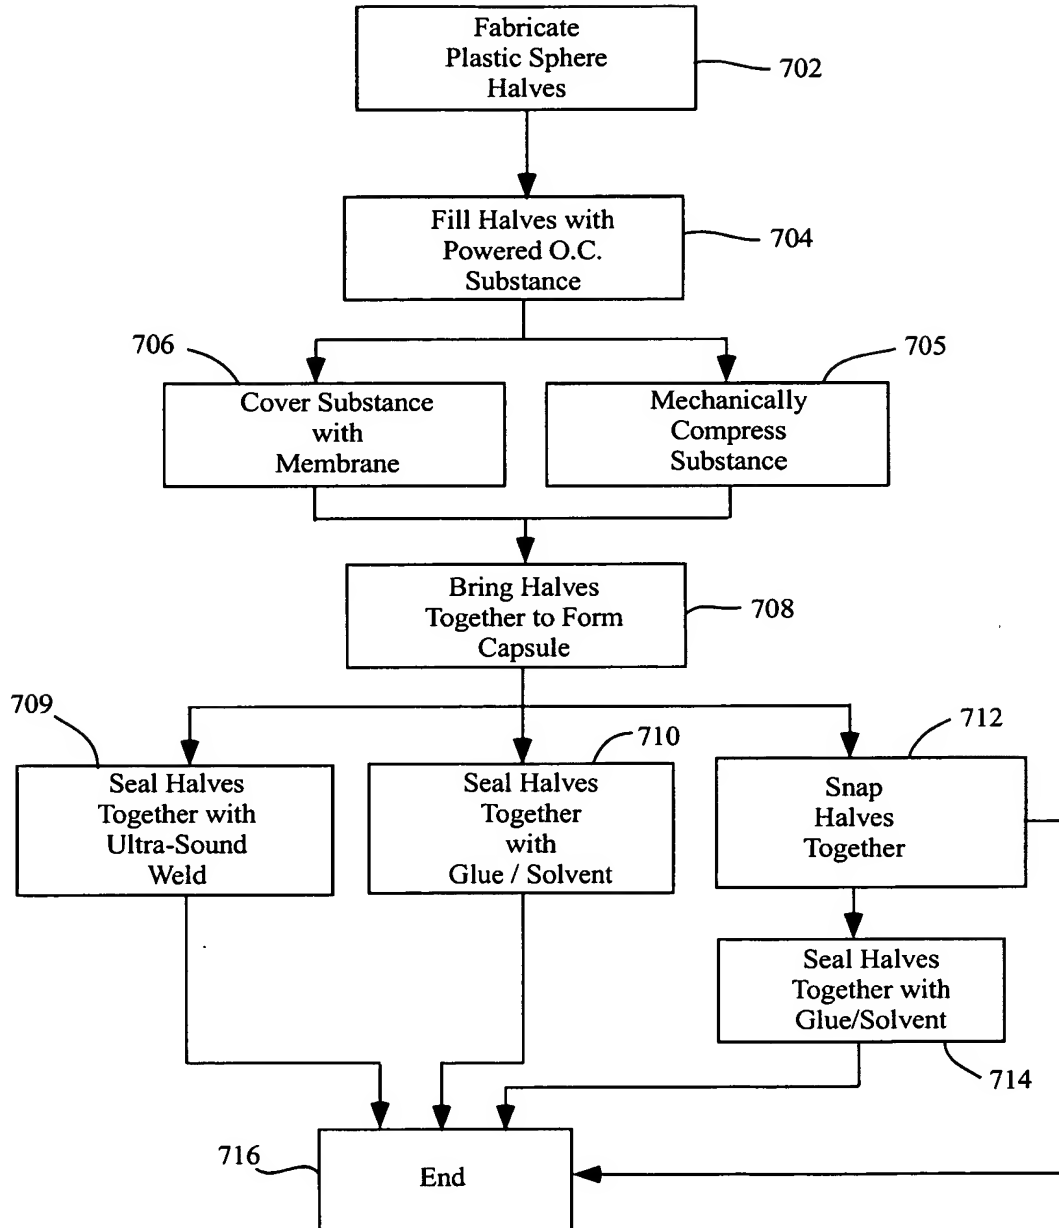 Fabricate
Plastic Sphere
Halves
702
Fill Halves with
Powered O.C.
Substance
704
706
705
Cover Substance
with
Membrane
Mechanically
Compress
Substance
Bring Halves
Together to Form
Capsule
708
709
710
712
Seal Halves
Together with
Ultra-Sound
Weld
Seal Halves
Together
with
Glue / Solvent
Snap
Halves
Together
Seal Halves
Together with
Glue/Solvent
714
716
End